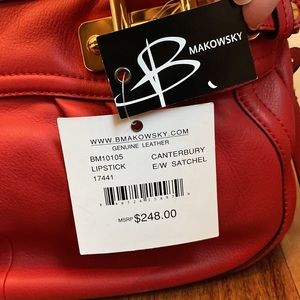 B
MAKOWSKY
WWW.BMAKOWSKY.COM
GENUINE LEATHER
BM10105 CANTERBURY
LIPSTICK E/W SATCHEL
17441
MSRP $248.00